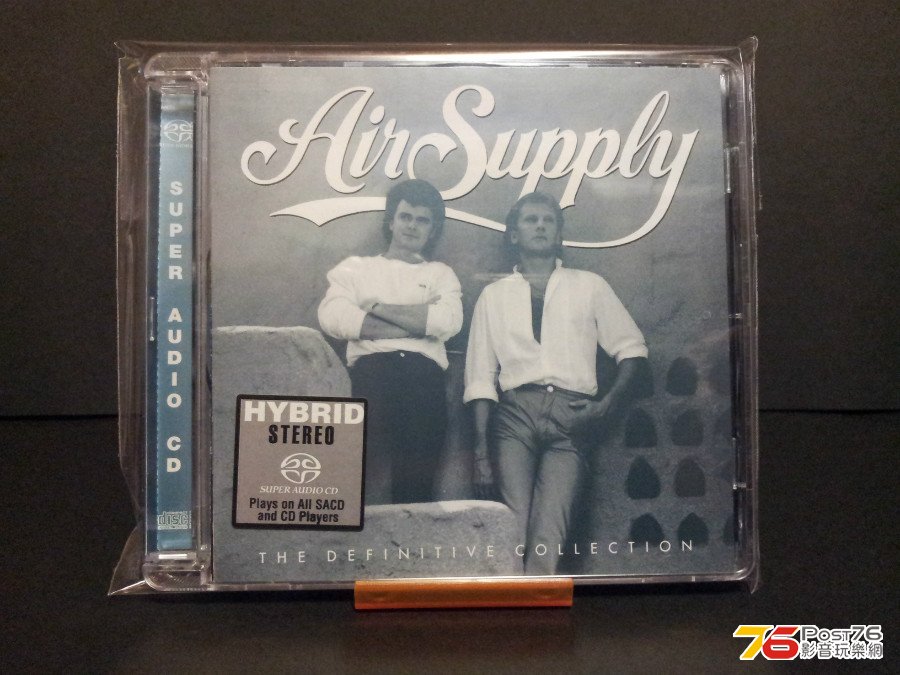 Air Supply
SUPER AUDIO CD
HYBRID
STEREO
SUPER AUDIO CD
Plays on All SACD
and CD Players
THE DEFINITIVE COLLECTION
disc
76 Post76
影音玩樂網